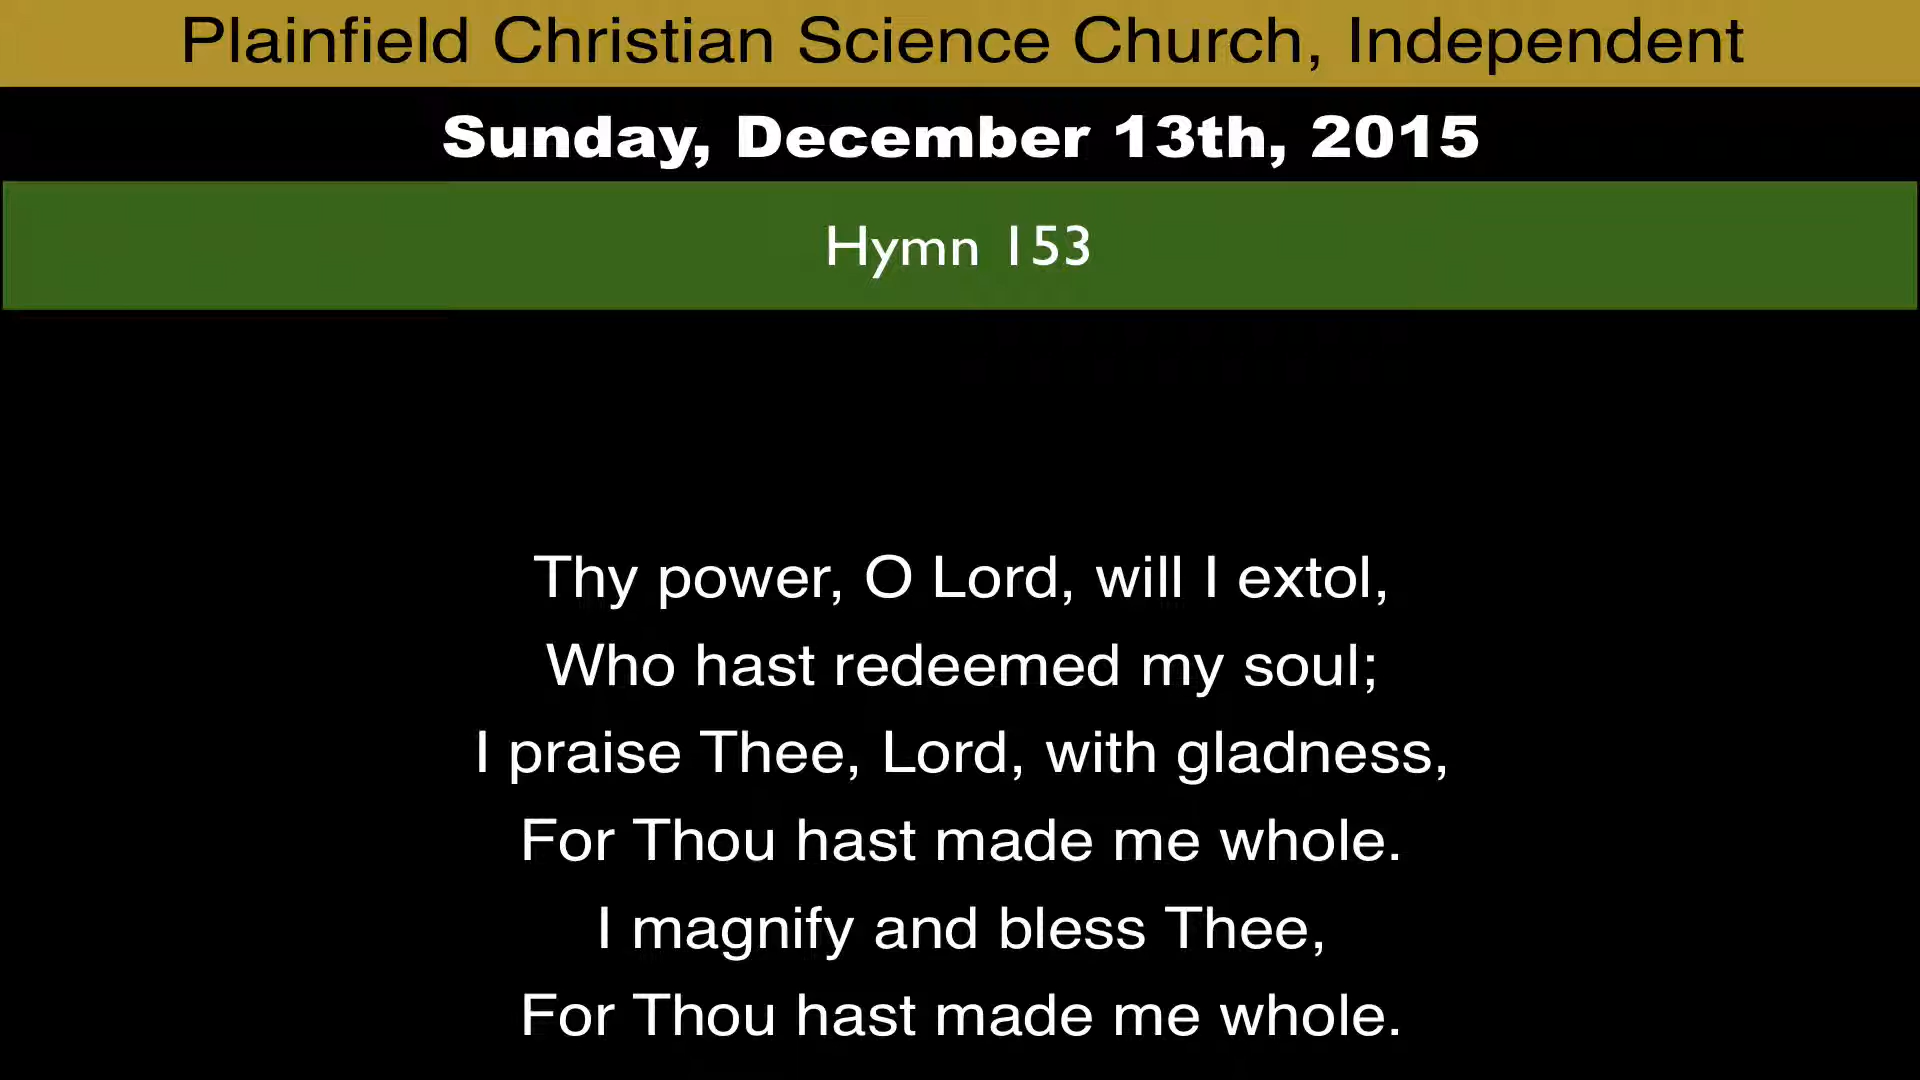 Plainfield Christian Science Church, Independent
Sunday, December 13th, 2015
Hymn 153
Thy power, O Lord, will I extol,
Who hast redeemed my soul;
I praise Thee, Lord, with gladness,
For Thou hast made me whole.
I magnify and bless Thee,
For Thou hast made me whole.